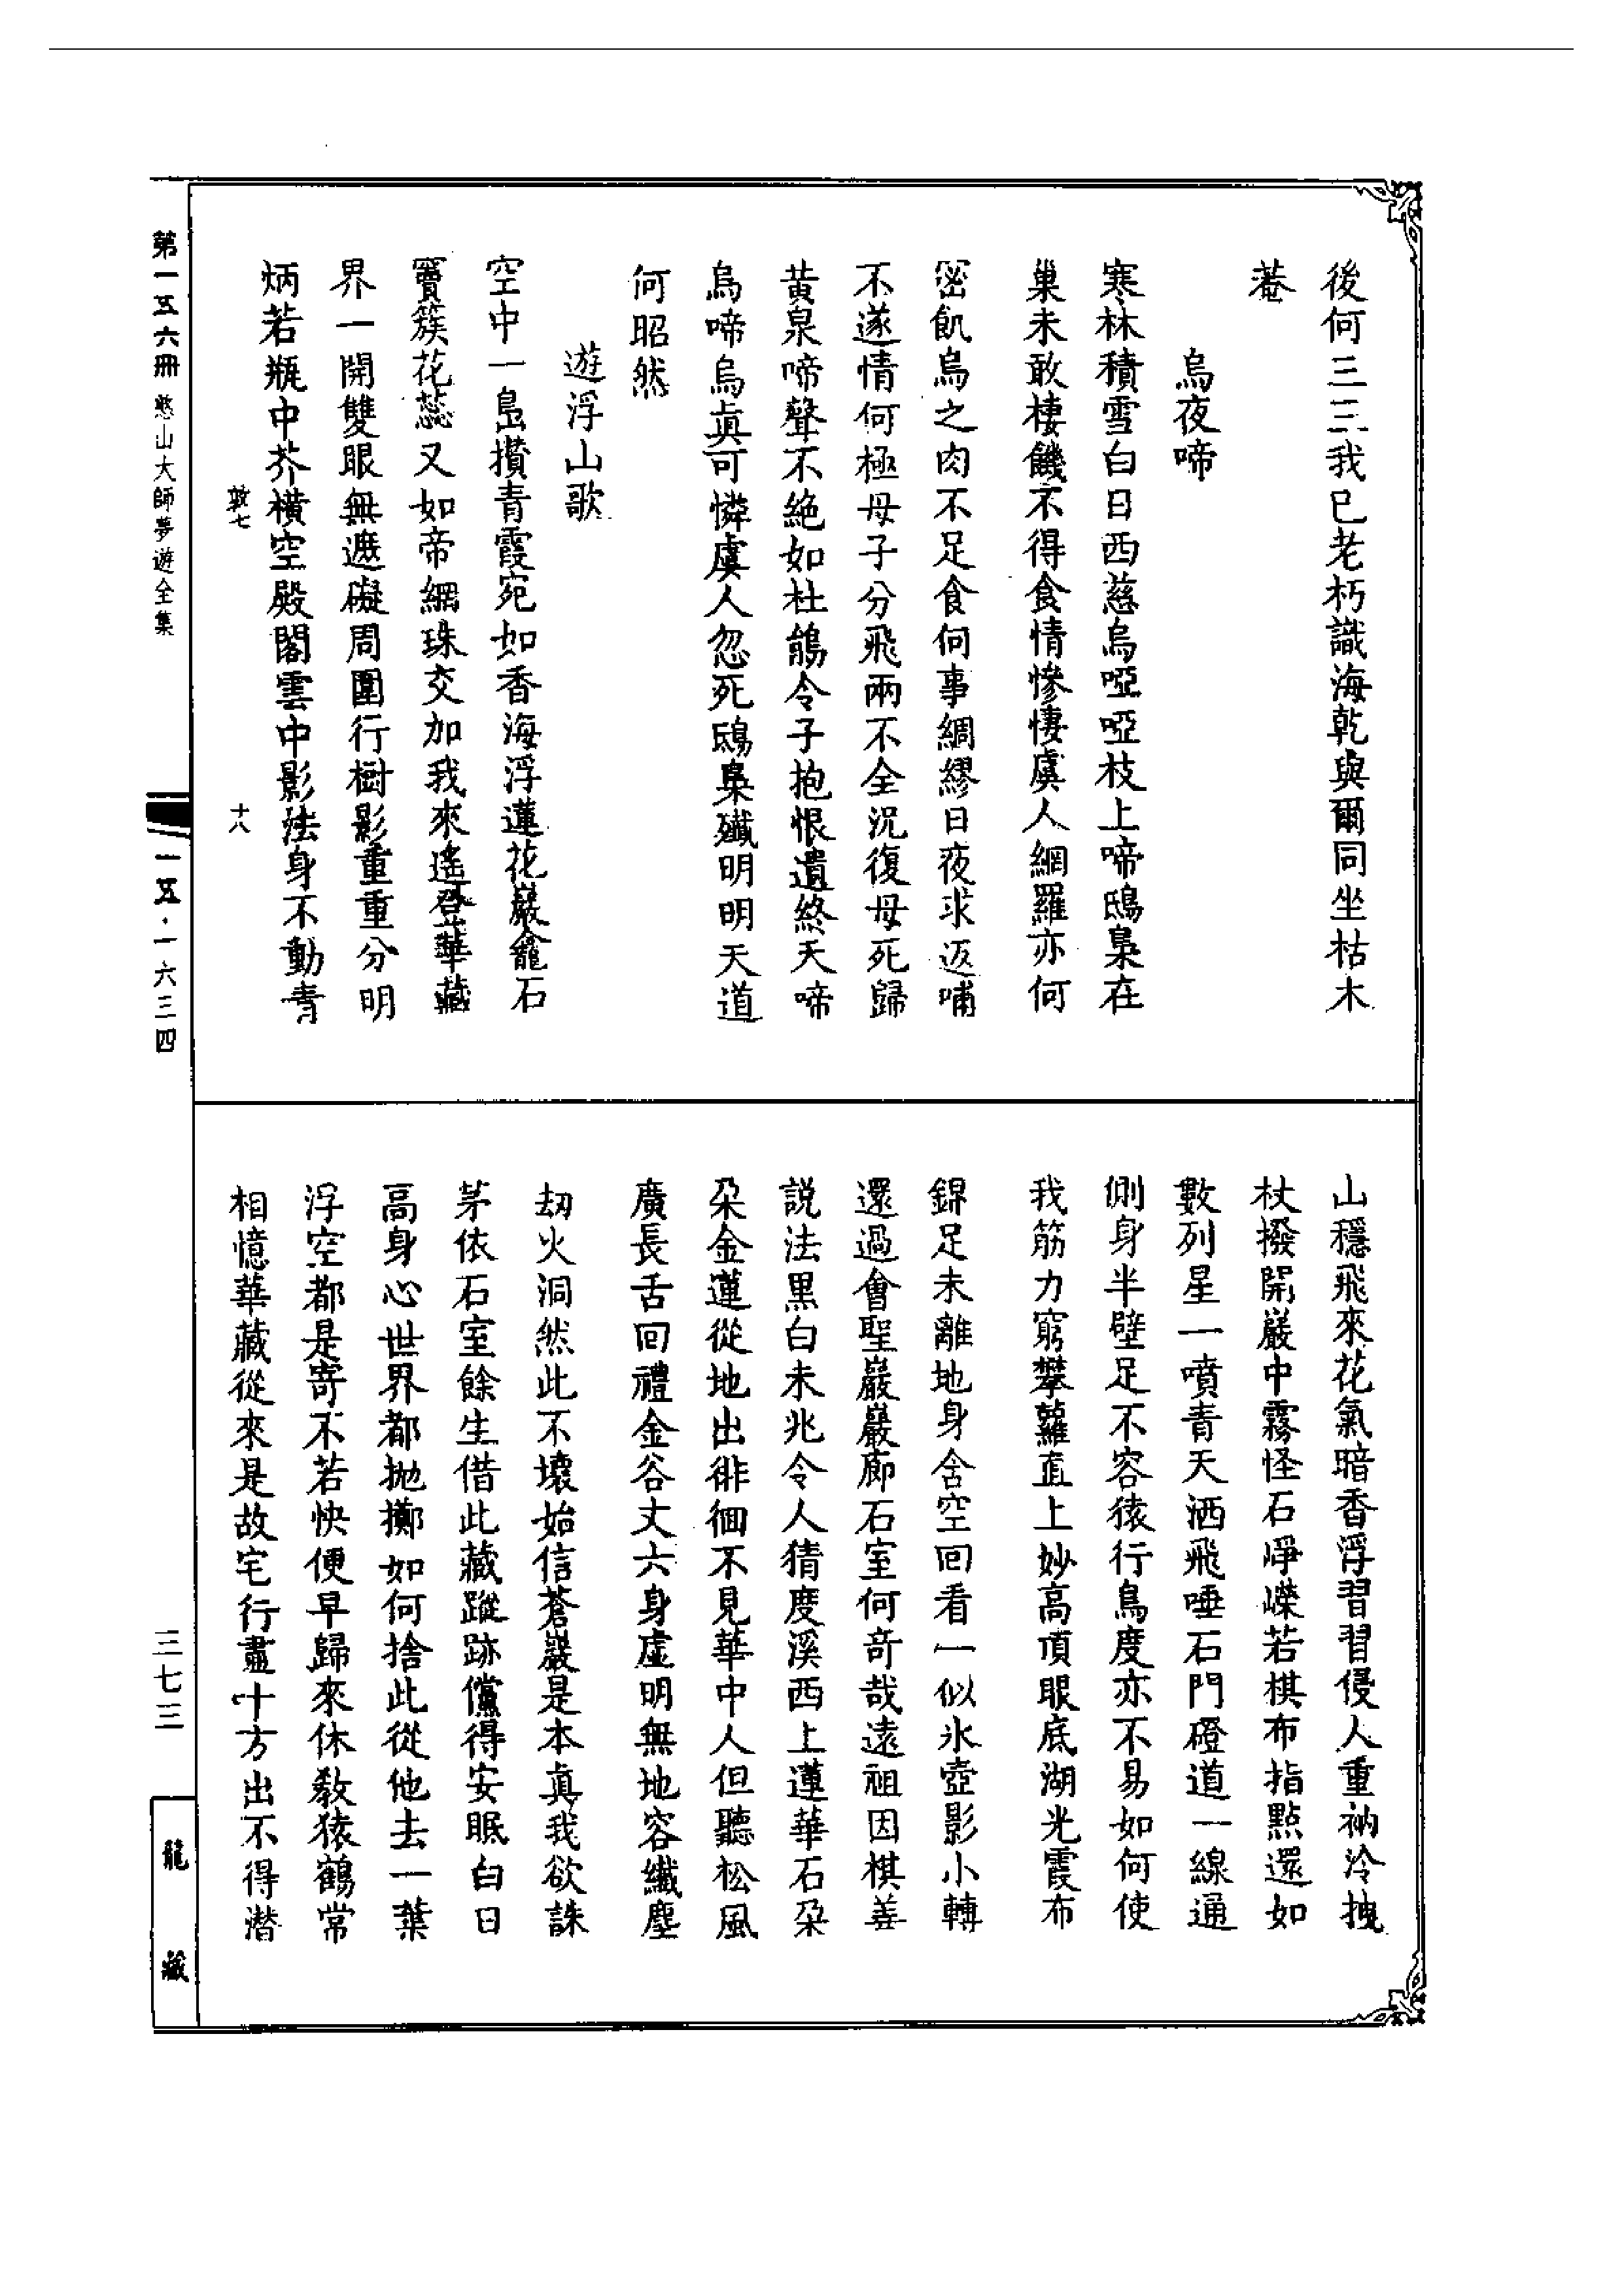 後何三三我已老朽識海乾與爾同坐枯木
菴
烏夜啼
寒林積雪白日西慈烏啞啞枝上啼鴟梟在
巢未敢棲饑不得食情慘悽虞人網羅亦何
密飢烏之肉不足食何事綢繆日夜求返哺
不遂情何極母子分飛兩不全況復母死歸
黃泉啼聲不絶如杜鵑令子抱恨遺終天啼
烏啼烏眞可憐虞人忽死鴟梟殲明明天道
何昭然
遊浮山歌
空中一島攢青霞宛如香海浮蓮花巖龕石
竇簇花蕊又如帝網珠交加我來遙登華藏
界一開雙眼無遮礙周圍行樹影重重分明
炳若瓶中芥橫空殿閣雲中影法身不動青
敦七
十八
山穩飛來花氣暗香浮習習侵人重衲冷拽
杖撥開巖中霧怪石崢嶸若棋布指點還如
數列星一噴青天洒飛唾石門磴道一線通
側身半壁足不容猿行鳥度亦不易如何使
我筋力窮攀蘿直上妙高頂眼底湖光霞布
錦足未離地身含空回看一似氷壺影小轉
還過會聖巖巖廊石室何奇哉遠祖因棋善
説法黑白未兆令人猜度溪西上蓮華石朶
朶金蓮從地出徘徊不見華中人但聽松風
廣長舌回禮金谷丈六身虛明無地容纖塵
劫火洞然此不壞始信蒼巖是本眞我欲誅
茅依石室餘生借此藏蹤跡儻得安眠白日
高身心世界都抛擲如何捨此從他去一葉
浮空都是寄不若快便早歸來休教猿鶴常
相憶華藏從來是故宅行盡十方出不得潛
第一五六冊 憨山大師夢遊全集
一五·一六三四
三七三
龍藏